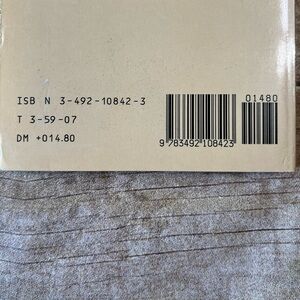 ISB N 3-492-10842-3
T 3-59-07
DM +014.80
01480
9 783492 108423